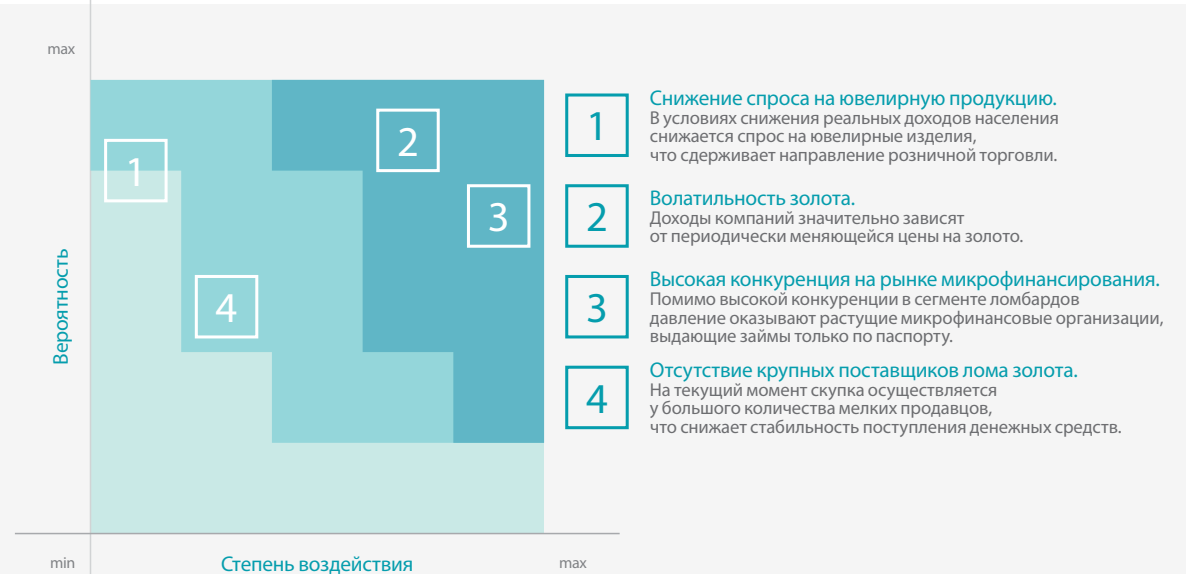 max
Вероятность
min
Степень воздействия
max
1
2
3
4
1
Снижение спроса на ювелирную продукцию.
В условиях снижения реальных доходов населения
снижается спрос на ювелирные изделия,
что сдерживает направление розничной торговли.
2
Волатильность золота.
Доходы компаний значительно зависят
от периодически меняющейся цены на золото.
3
Высокая конкуренция на рынке микрофинансирования.
Помимо высокой конкуренции в сегменте ломбардов
давление оказывают растущие микрофинансовые организации,
выдающие займы только по паспорту.
4
Отсутствие крупных поставщиков лома золота.
На текущий момент скупка осуществляется
у большого количества мелких продавцов,
что снижает стабильность поступления денежных средств.